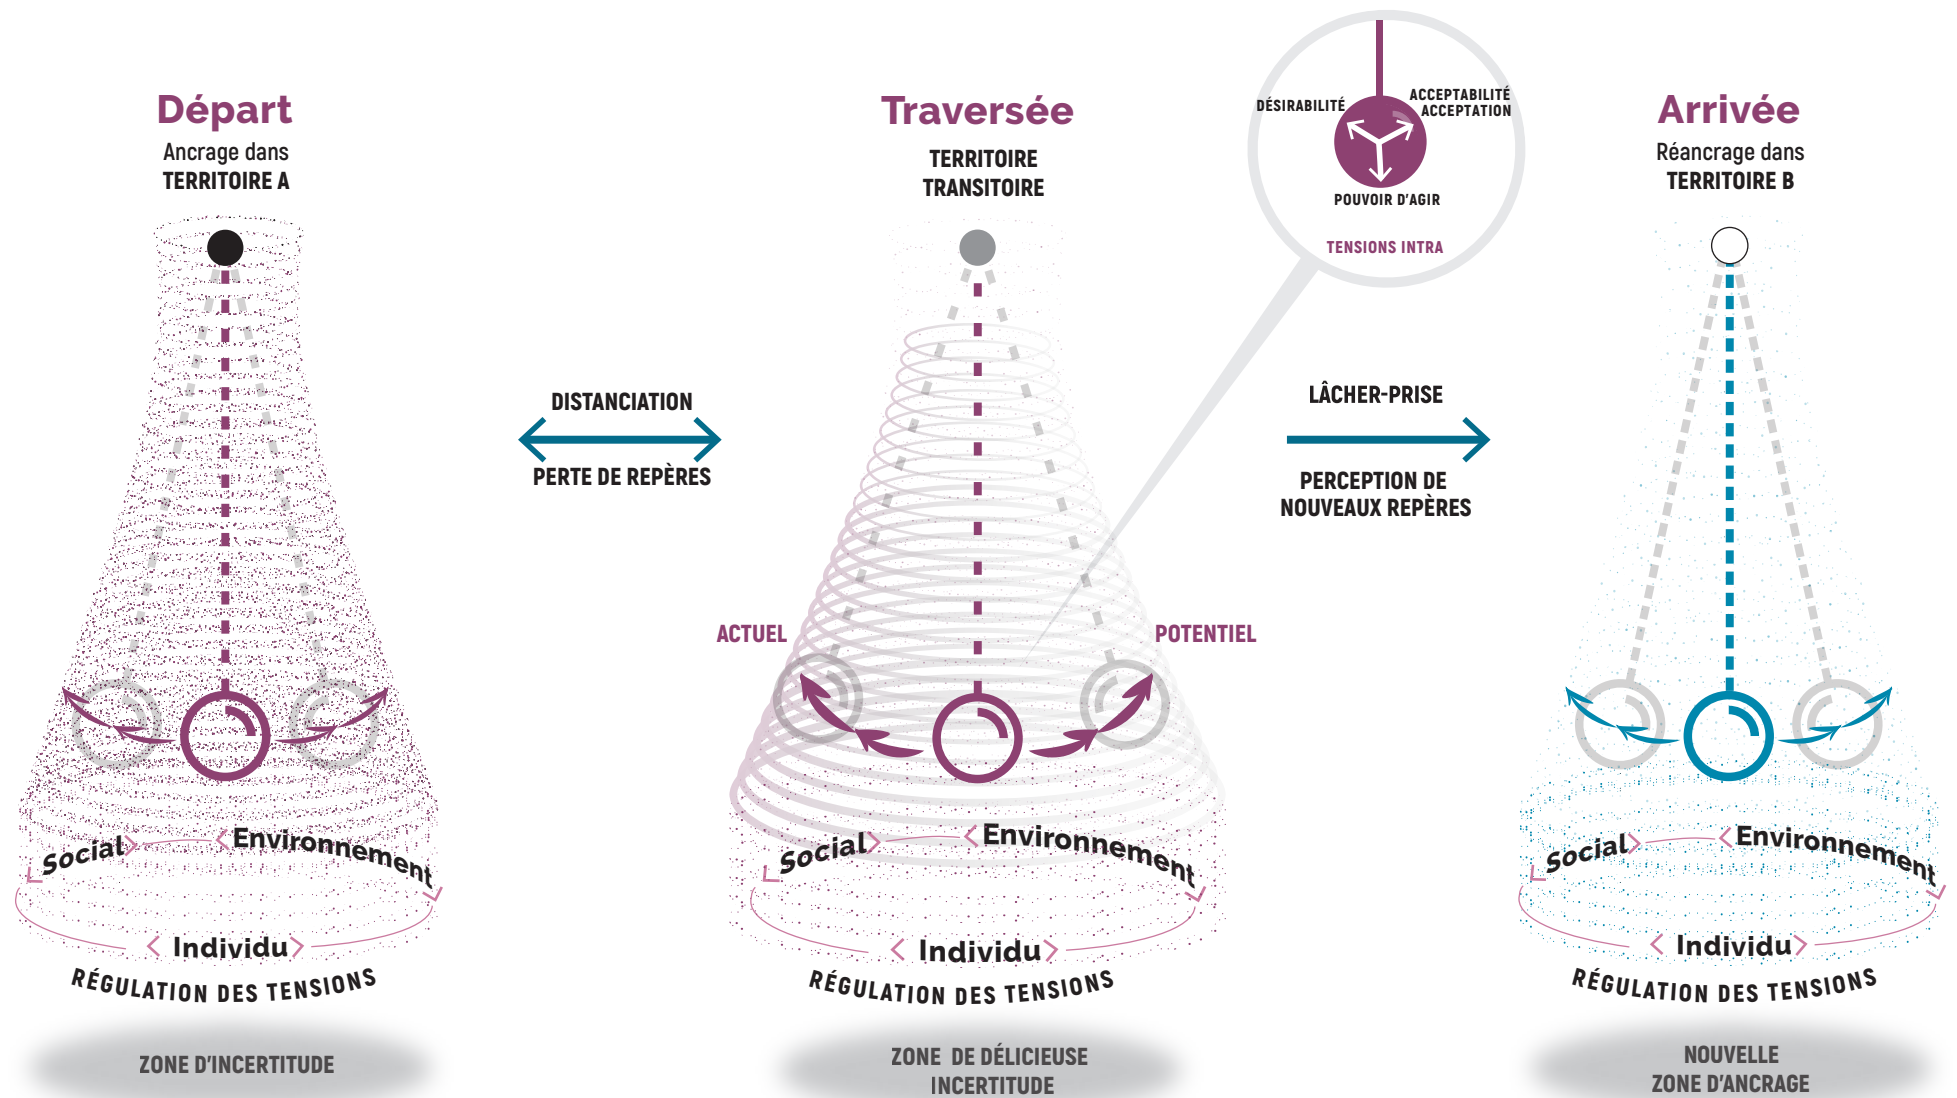 Départ
Ancrage dans
TERRITOIRE A
Traversée
TERRITOIRE
TRANSITOIRE
DÉSIRABILITÉ
ACCEPTABILITÉ
ACCEPTATION
POUVOIR D'AGIR
TENSIONS INTRA
Arrivée
Réancrage dans
TERRITOIRE B
DISTANCIATION
PERTE DE REPÈRES
LÂCHER-PRISE
PERCEPTION DE
NOUVEAUX REPÈRES
ACTUEL
POTENTIEL
Social
Environnement
Individu
RÉGULATION DES TENSIONS
ZONE D'INCERTITUDE
Social
Environnement
Individu
RÉGULATION DES TENSIONS
ZONE DE DÉLICIEUSE
INCERTITUDE
Social
Environnement
Individu
RÉGULATION DES TENSIONS
NOUVELLE
ZONE D'ANCRAGE